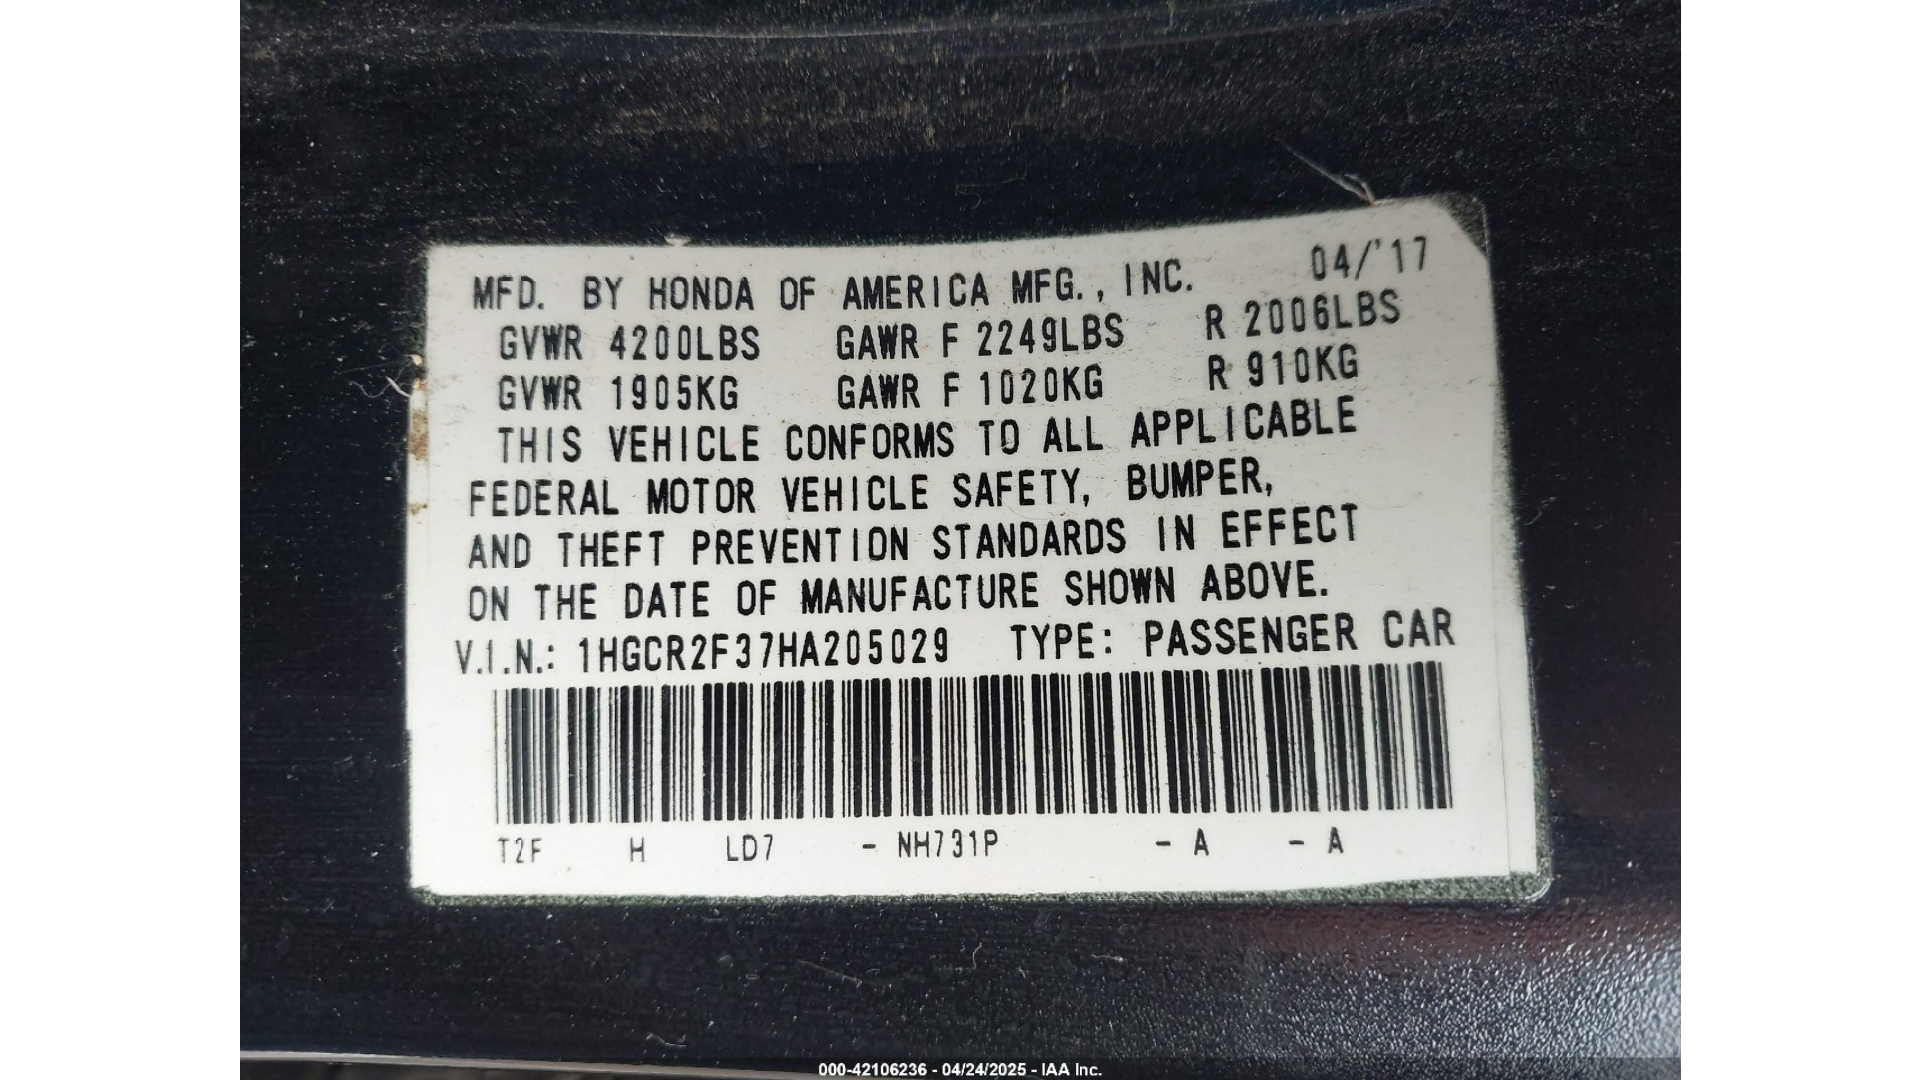 MFD. BY HONDA OF AMERICA MFG., INC. 04/'17
GVWR 4200LBS GAWR F 2249LBS R 2006LBS
GVWR 1905KG GAWR F 1020KG R 910KG
THIS VEHICLE CONFORMS TO ALL APPLICABLE
FEDERAL MOTOR VEHICLE SAFETY, BUMPER,
AND THEFT PREVENTION STANDARDS IN EFFECT
ON THE DATE OF MANUFACTURE SHOWN ABOVE.
V.I.N.: 1HGCR2F37HA205029 TYPE: PASSENGER CAR
T2F H LD7 - NH731P - A - A
000-42106236 - 04/24/2025 - IAA Inc.